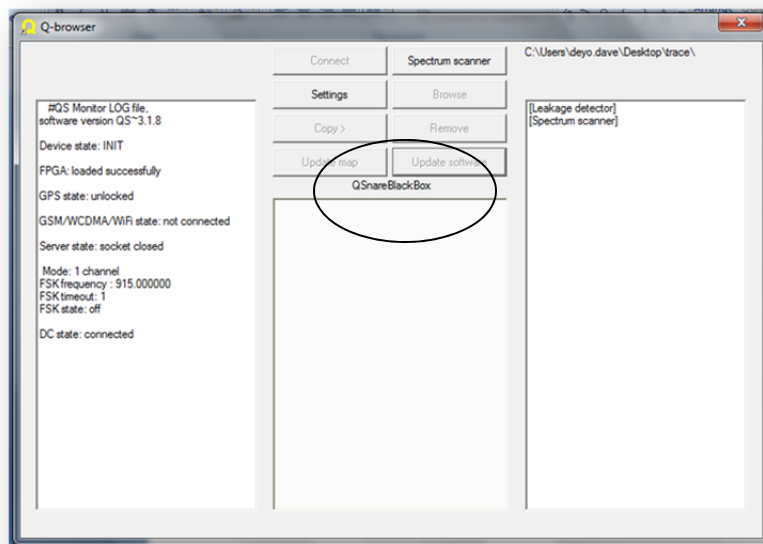 Q-browser
Connect
Spectrum scanner
C:\Users\deyo.dave\Desktop\trace\
Settings
Browse
Copy >
Remove
Update map
Update software
QSnareBlackBox
#QS Monitor LOG file,
software version QS~3.1.8
Device state: INIT
FPGA: loaded successfully
GPS state: unlocked
GSM/WCDMA/WiFi state: not connected
Server state: socket closed
Mode: 1 channel
FSK frequency : 915.000000
FSK timeout: 1
FSK state: off
DC state: connected
[Leakage detector]
[Spectrum scanner]